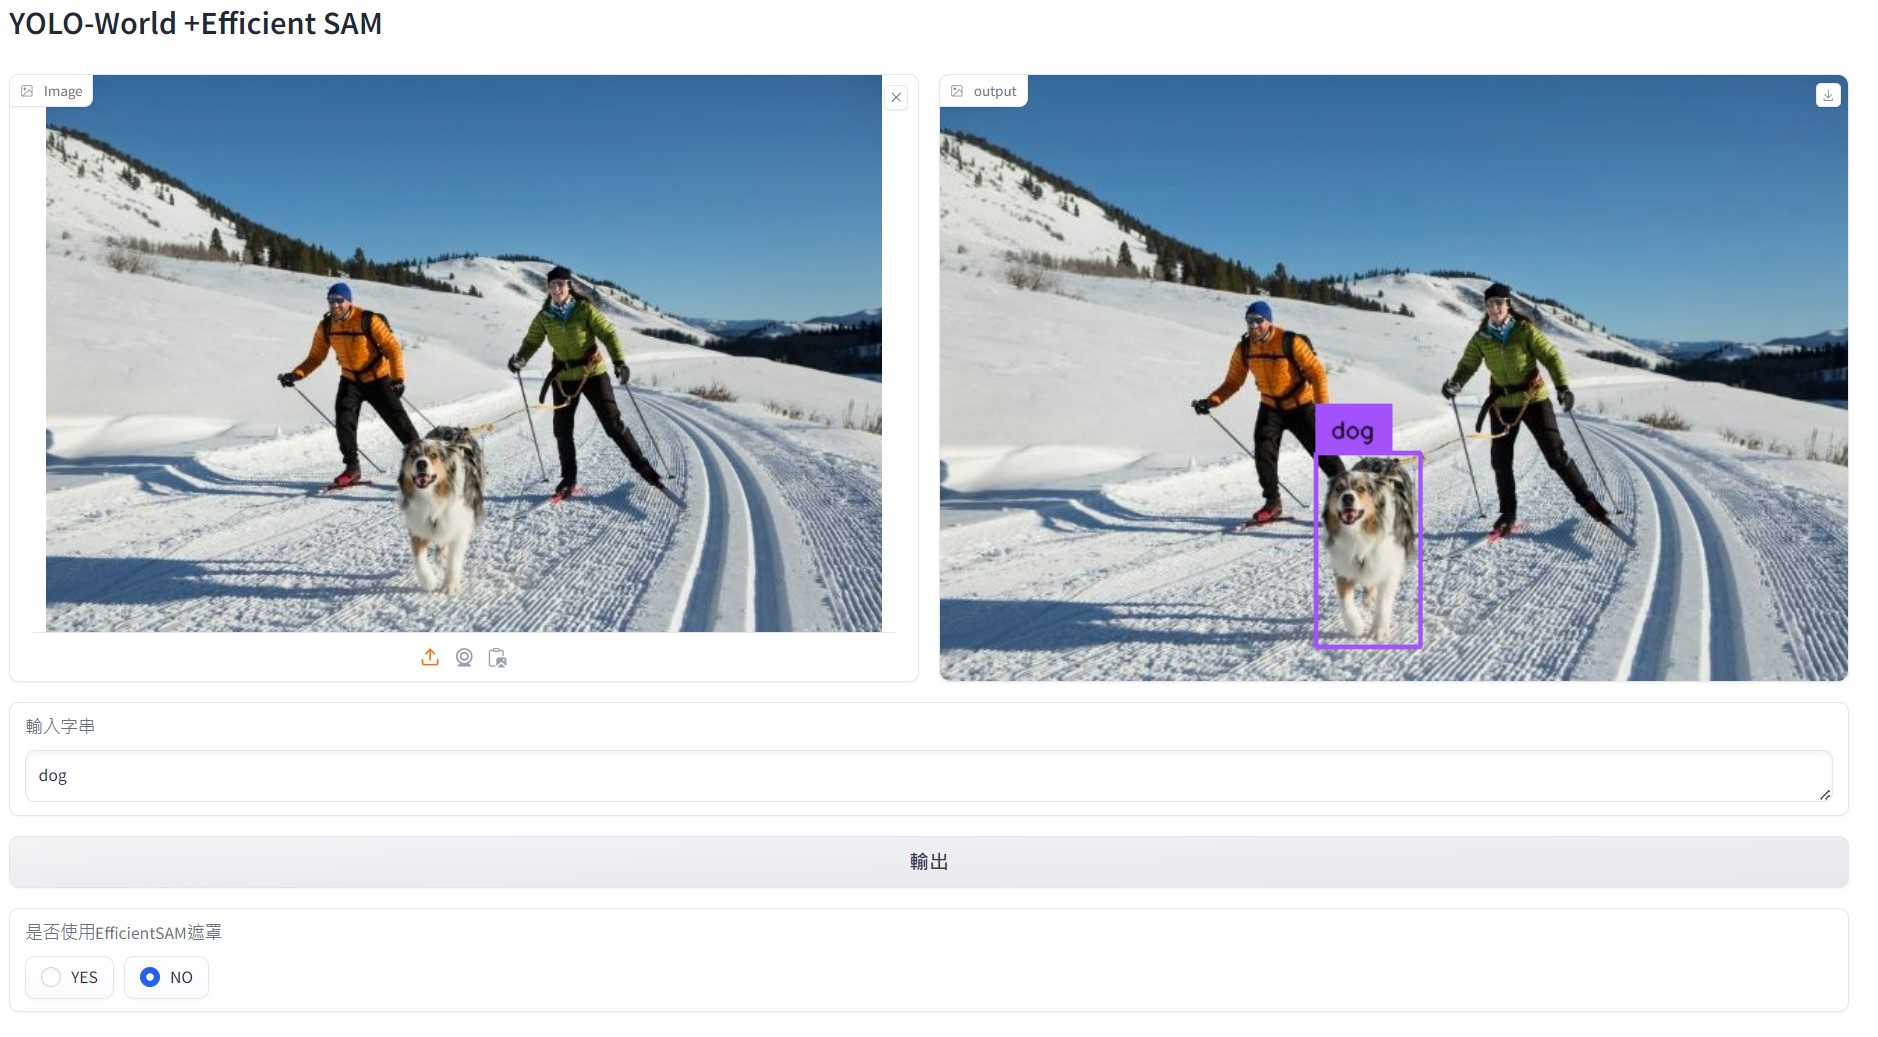 YOLO-World +Efficient SAM
Image
output
dog
輸入字串
dog
輸出
是否使用EfficientSAM遮罩
YES
NO